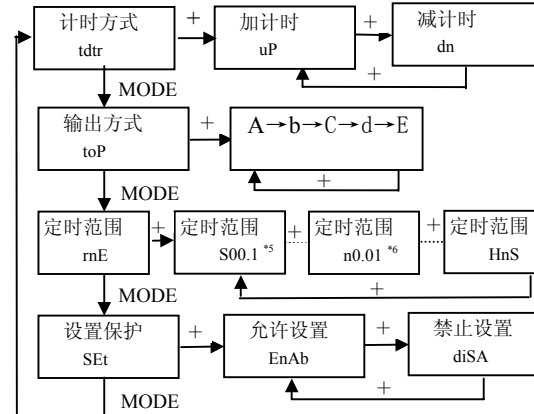 计时方式 + 加计时 + 减计时
tdtr uP dn
+
MODE
输出方式 + A→b→C→d→E
toP
+
MODE
定时范围 + 定时范围 + 定时范围 + 定时范围
rnE S00.1 *5 n0.01 *6 HnS
+
MODE
设置保护 + 允许设置 + 禁止设置
SEt EnAb diSA
+
MODE